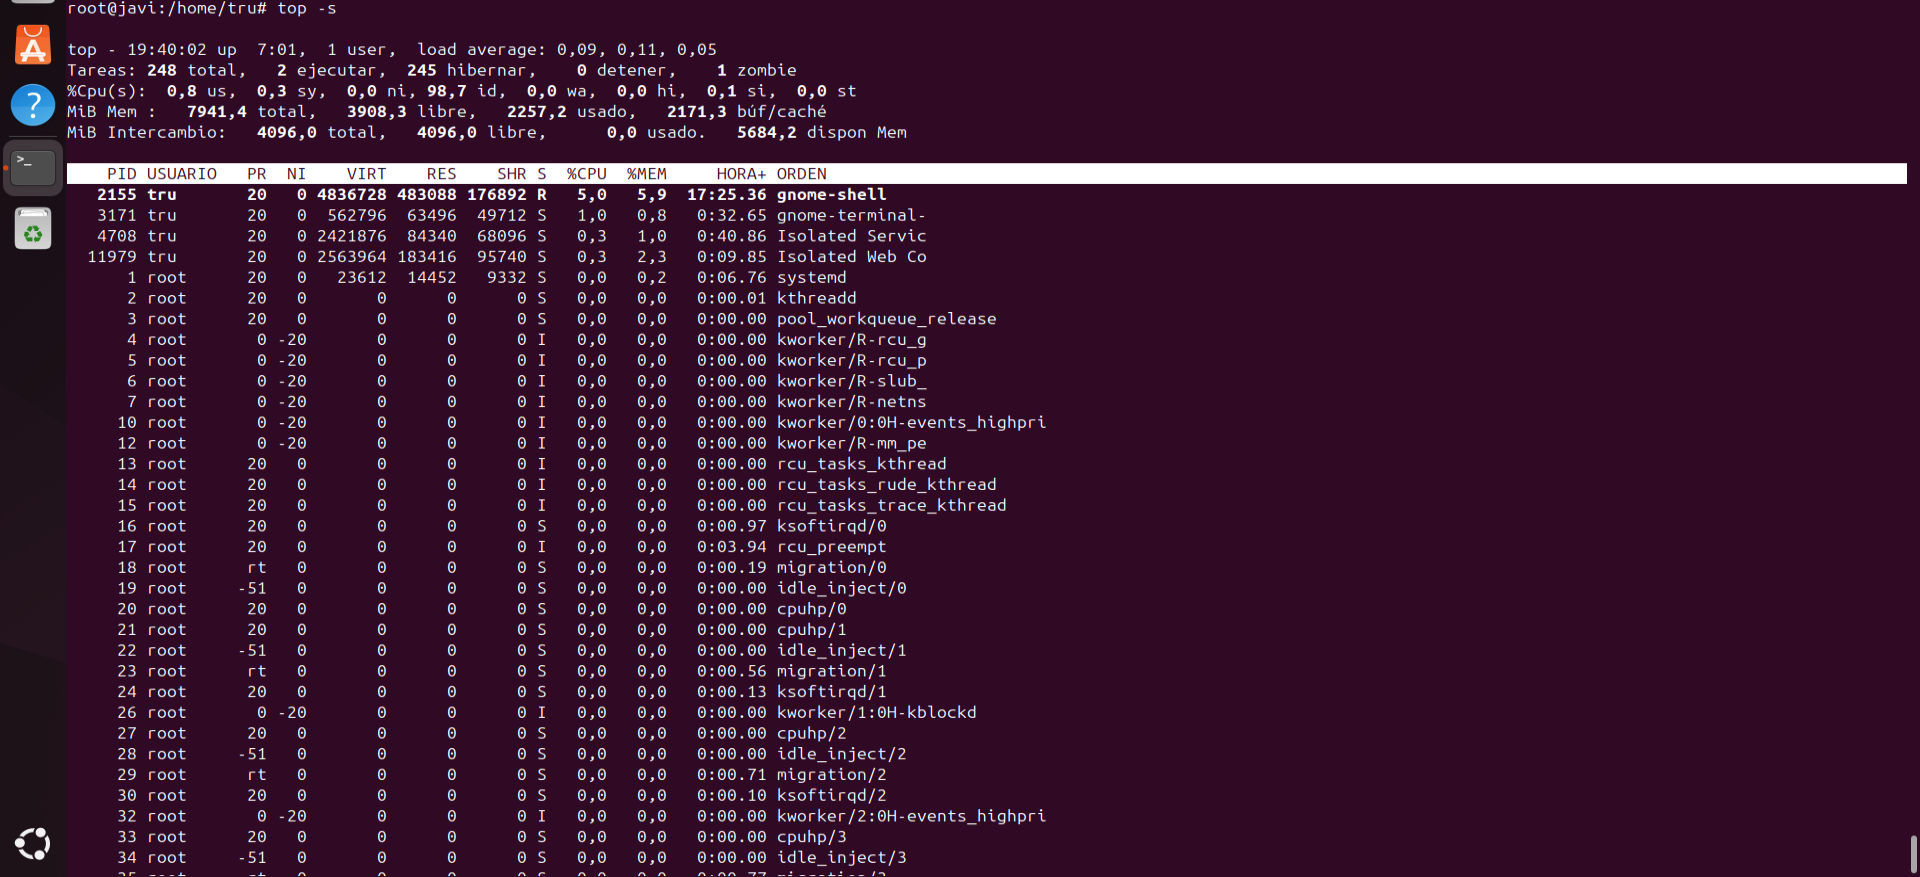 root@javi:/home/tru# top -s
top - 19:40:02 up  7:01,  1 user,  load average: 0,09, 0,11, 0,05
Tareas: 248 total,   2 ejecutar,  245 hibernar,    0 detener,    1 zombie
%Cpu(s):  0,8 us,  0,3 sy,  0,0 ni, 98,7 id,  0,0 wa,  0,0 hi,  0,1 si,  0,0 st
MiB Mem :   7941,4 total,   3908,3 libre,   2257,2 usado,   2171,3 búf/caché
MiB Intercambio:   4096,0 total,   4096,0 libre,      0,0 usado.   5684,2 dispon Mem
PID USUARIO   PR  NI    VIRT    RES    SHR S  %CPU  %MEM     HORA+ ORDEN
2155 tru       20   0 4836728 483088 176892 R   5,0   5,9  17:25.36 gnome-shell
3171 tru       20   0  562796  63496  49712 S   1,0   0,8   0:32.65 gnome-terminal-
4708 tru       20   0 2421876  84340  68096 S   0,3   1,0   0:40.86 Isolated Servic
11979 tru       20   0 2563964 183416  95740 S   0,3   2,3   0:09.85 Isolated Web Co
1 root      20   0   23612  14452   9332 S   0,0   0,2   0:06.76 systemd
2 root      20   0       0      0      0 S   0,0   0,0   0:00.01 kthreadd
3 root      20   0       0      0      0 S   0,0   0,0   0:00.00 pool_workqueue_release
4 root       0 -20       0      0      0 I   0,0   0,0   0:00.00 kworker/R-rcu_g
5 root       0 -20       0      0      0 I   0,0   0,0   0:00.00 kworker/R-rcu_p
6 root       0 -20       0      0      0 I   0,0   0,0   0:00.00 kworker/R-slub_
7 root       0 -20       0      0      0 I   0,0   0,0   0:00.00 kworker/R-netns
10 root       0 -20       0      0      0 I   0,0   0,0   0:00.00 kworker/0:0H-events_highpri
12 root       0 -20       0      0      0 I   0,0   0,0   0:00.00 kworker/R-mm_pe
13 root      20   0       0      0      0 I   0,0   0,0   0:00.00 rcu_tasks_kthread
14 root      20   0       0      0      0 I   0,0   0,0   0:00.00 rcu_tasks_rude_kthread
15 root      20   0       0      0      0 I   0,0   0,0   0:00.00 rcu_tasks_trace_kthread
16 root      20   0       0      0      0 S   0,0   0,0   0:00.97 ksoftirqd/0
17 root      20   0       0      0      0 I   0,0   0,0   0:03.94 rcu_preempt
18 root      rt   0       0      0      0 S   0,0   0,0   0:00.19 migration/0
19 root     -51   0       0      0      0 S   0,0   0,0   0:00.00 idle_inject/0
20 root      20   0       0      0      0 S   0,0   0,0   0:00.00 cpuhp/0
21 root      20   0       0      0      0 S   0,0   0,0   0:00.00 cpuhp/1
22 root     -51   0       0      0      0 S   0,0   0,0   0:00.00 idle_inject/1
23 root      rt   0       0      0      0 S   0,0   0,0   0:00.56 migration/1
24 root      20   0       0      0      0 S   0,0   0,0   0:00.13 ksoftirqd/1
26 root       0 -20       0      0      0 I   0,0   0,0   0:00.00 kworker/1:0H-kblockd
27 root      20   0       0      0      0 S   0,0   0,0   0:00.00 cpuhp/2
28 root     -51   0       0      0      0 S   0,0   0,0   0:00.00 idle_inject/2
29 root      rt   0       0      0      0 S   0,0   0,0   0:00.71 migration/2
30 root      20   0       0      0      0 S   0,0   0,0   0:00.10 ksoftirqd/2
32 root       0 -20       0      0      0 I   0,0   0,0   0:00.00 kworker/2:0H-events_highpri
33 root      20   0       0      0      0 S   0,0   0,0   0:00.00 cpuhp/3
34 root     -51   0       0      0      0 S   0,0   0,0   0:00.00 idle_inject/3